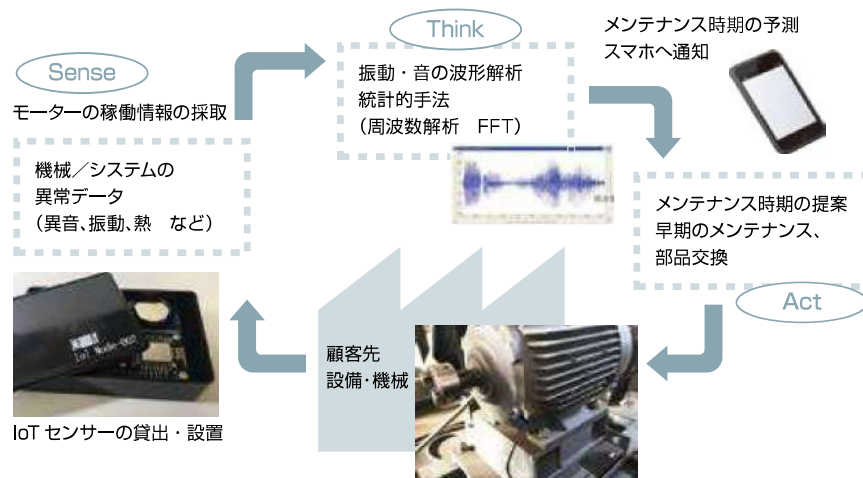 Sense
モーターの稼働情報の採取
機械／システムの
異常データ
（異音、振動、熱　など）
Think
振動・音の波形解析
統計的手法
（周波数解析　FFT）
メンテナンス時期の予測
スマホへ通知
メンテナンス時期の提案
早期のメンテナンス、
部品交換
Act
顧客先
設備・機械
IoT センサーの貸出・設置